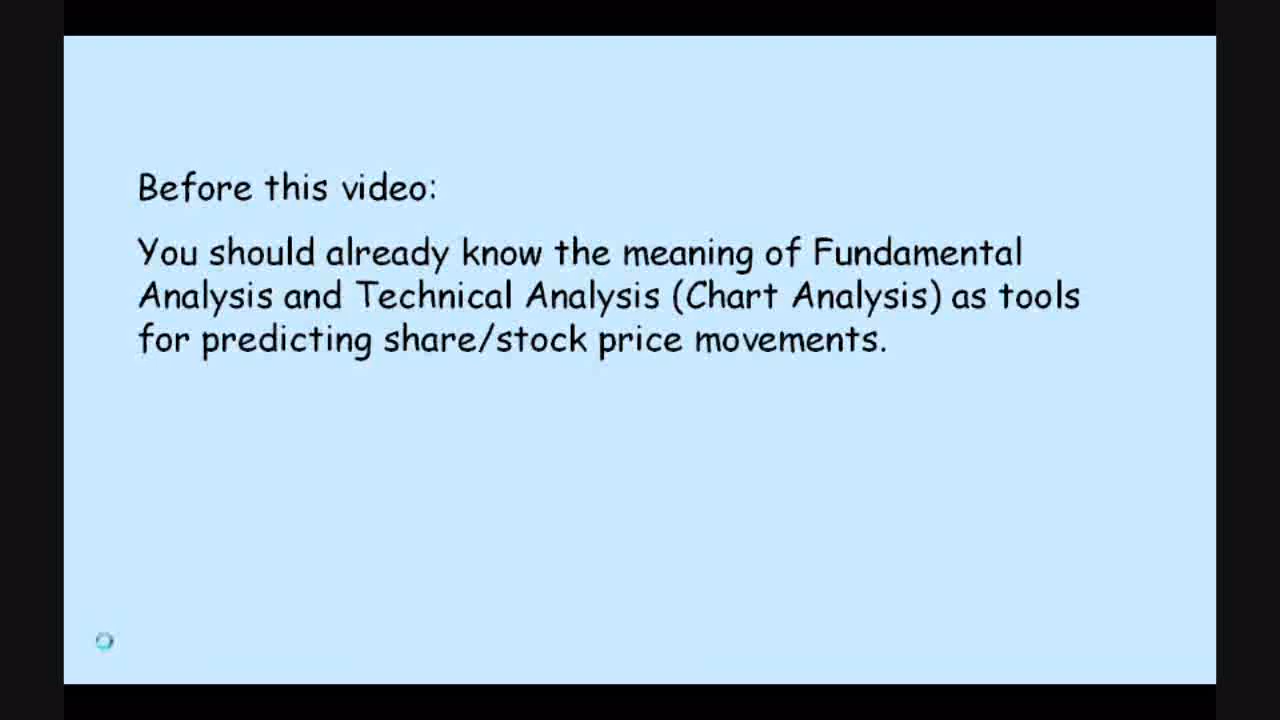 Before this video:
You should already know the meaning of Fundamental
Analysis and Technical Analysis (Chart Analysis) as tools
for predicting share/stock price movements.